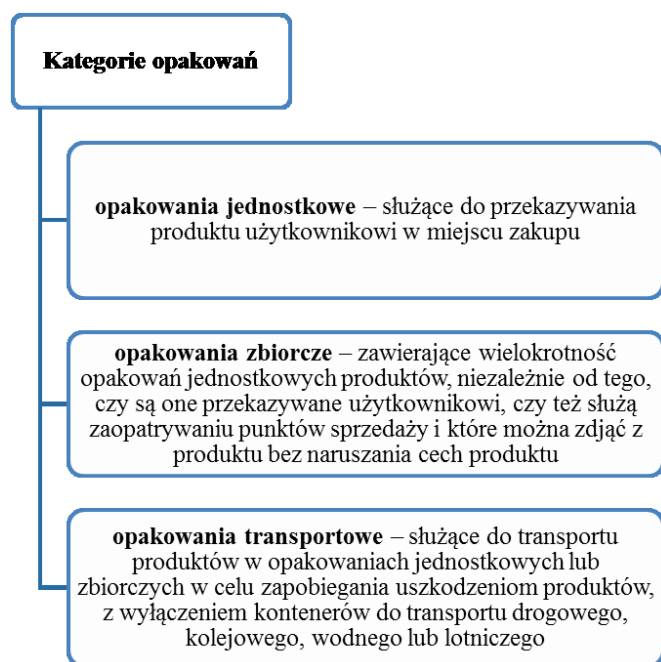 Kategorie opakowań
opakowania jednostkowe – służące do przekazywania
produktu użytkownikowi w miejscu zakupu
opakowania zbiorcze – zawierające wielokrotność
opakowań jednostkowych produktów, niezależnie od tego,
czy są one przekazywane użytkownikowi, czy też służą
zaopatrywaniu punktów sprzedaży i które można zdjąć z
produktu bez naruszania cech produktu
opakowania transportowe – służące do transportu
produktów w opakowaniach jednostkowych lub
zbiorczych w celu zapobiegania uszkodzeniom produktów,
z wyłączeniem kontenerów do transportu drogowego,
kolejowego, wodnego lub lotniczego